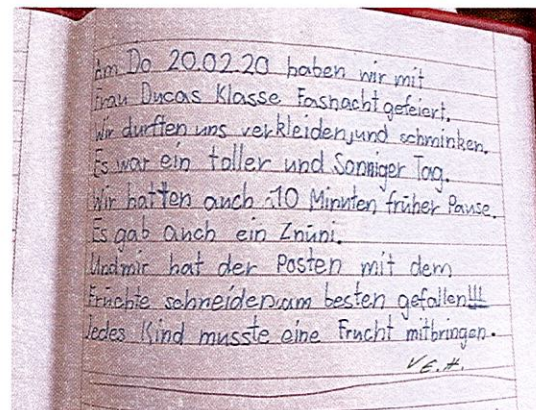 Am Do 20.02.20 haben wir mit
Frau Ducas Klasse Fasnacht gefeiert.
Wir durften uns verkleiden, und schminken.
Es war ein toller und Sonniger Tag.
Wir hatten auch 10 Minuten früher Pause.
Es gab auch ein Znüni.
Und mir hat der Posten mit dem
Früchte schneiden am besten gefallen!!!
Jedes Kind musste eine Frucht mitbringen.